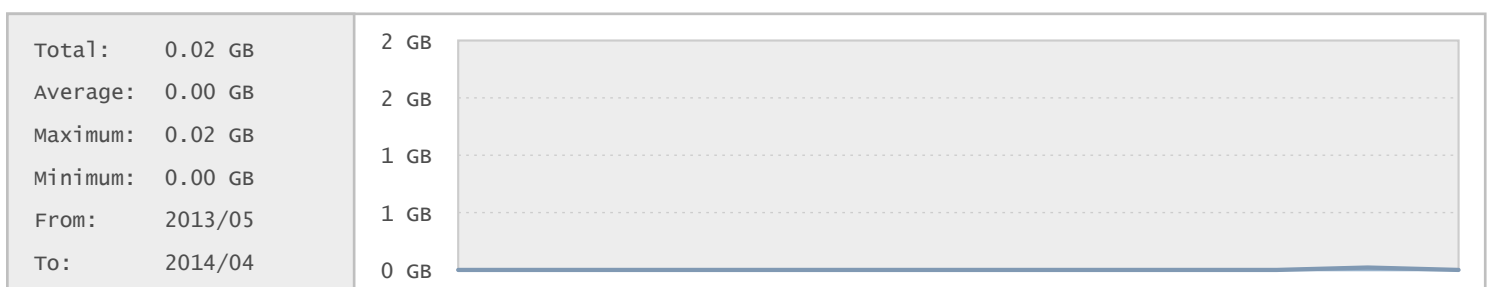 Total: 0.02 GB
Average: 0.00 GB
Maximum: 0.02 GB
Minimum: 0.00 GB
From: 2013/05
To: 2014/04
2 GB
2 GB
1 GB
1 GB
0 GB